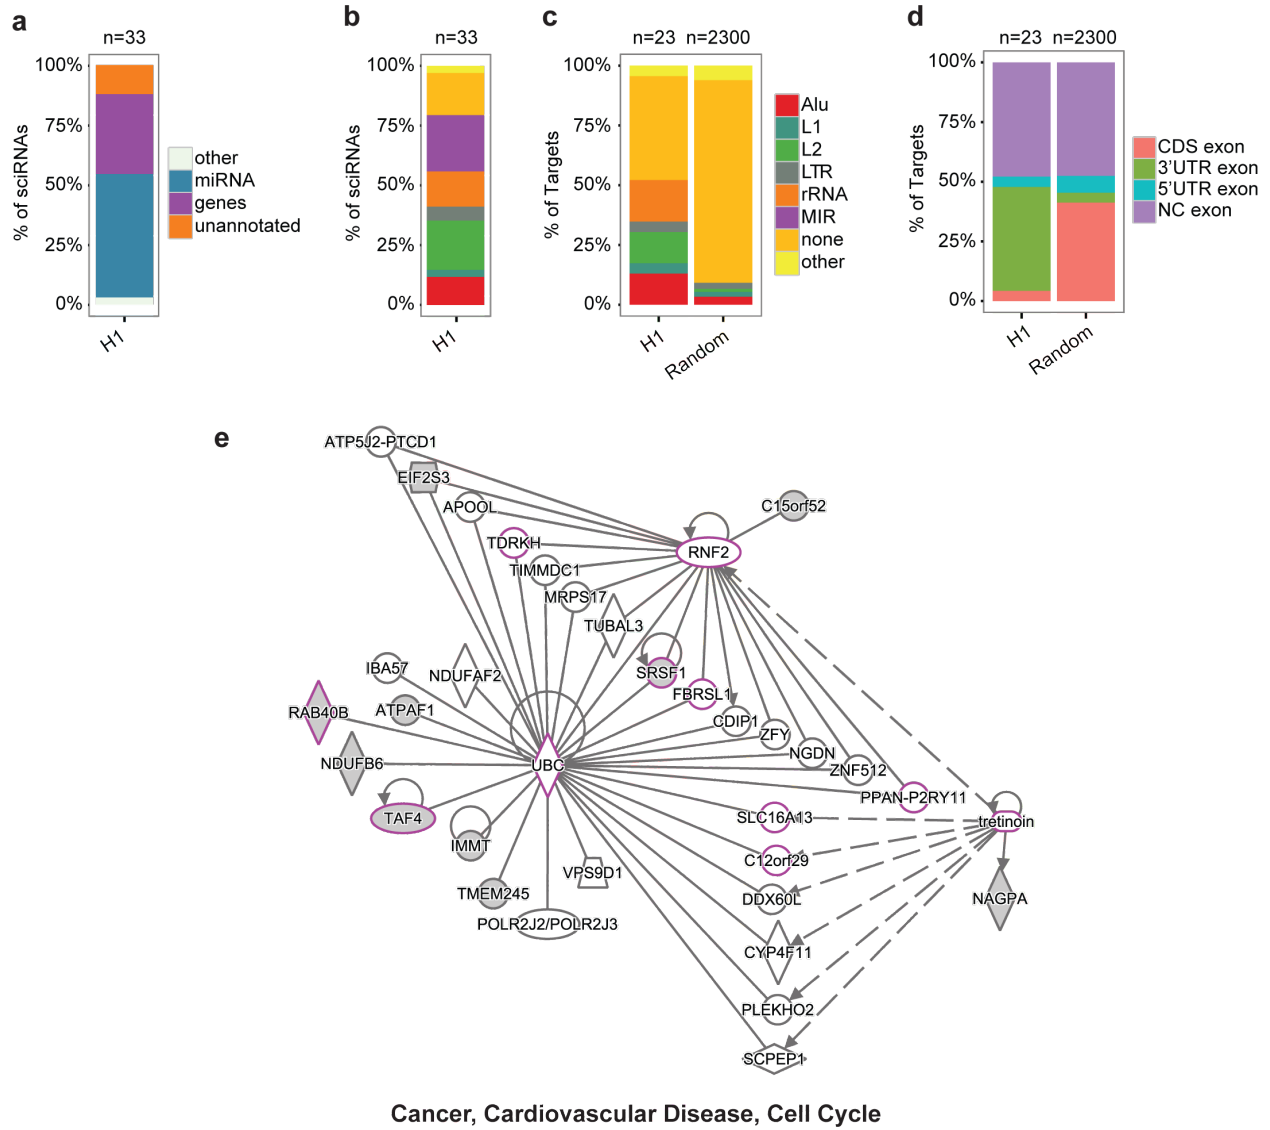 a
n=33
100%
75%
50%
25%
0%
% of sciRNAs
H1
other
miRNA
genes
unannotated
b
n=33
100%
75%
50%
25%
0%
% of sciRNAs
H1
c
n=23 n=2300
100%
75%
50%
25%
0%
% of Targets
H1
Random
Alu
L1
L2
LTR
rRNA
MIR
none
other
d
n=23 n=2300
100%
75%
50%
25%
0%
% of Targets
H1
Random
CDS exon
3'UTR exon
5'UTR exon
NC exon
e
ATP5J2-PTCD1
EIF2S3
APOOL
C15orf52
TDRKH
RNF2
TIMMDC1
MRPS17
TUBAL3
IBA57
NDUFAF2
SRSF1
FBRSL1
RAB40B
ATPAF1
CDIP1
ZFY
NGDN
NDUFB6
UBC
ZNF512
PPAN-P2RY11
TAF4
SLC16A13
tretinoin
IMMT
C12orf29
VPS9D1
TMEM245
DDX60L
NAGPA
POLR2J2/POLR2J3
CYP4F11
PLEKHO2
SCPEP1
Cancer, Cardiovascular Disease, Cell Cycle